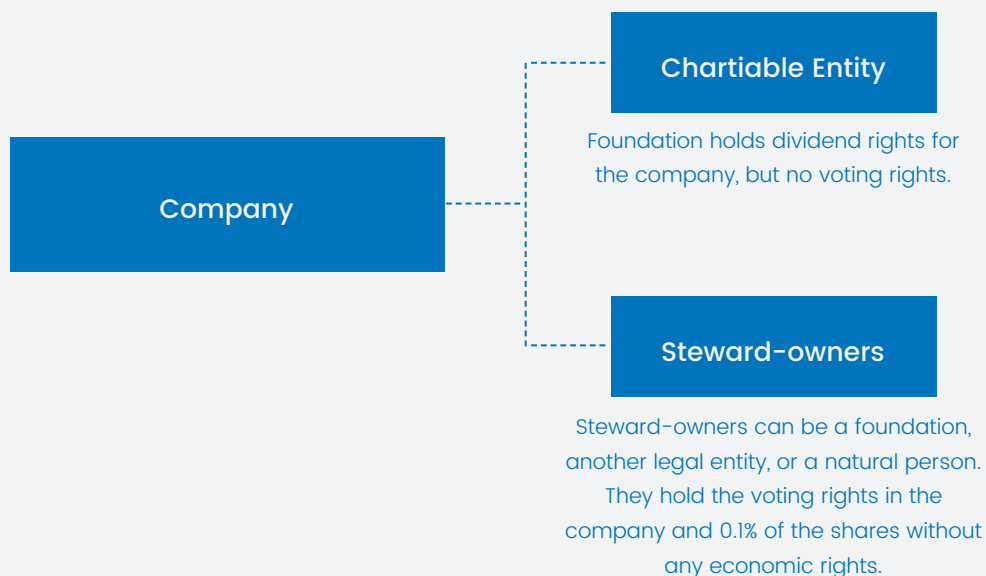 Chartiable Entity
Foundation holds dividend rights for
the company, but no voting rights.
Company
Steward-owners
Steward-owners can be a foundation,
another legal entity, or a natural person.
They hold the voting rights in the
company and 0.1% of the shares without
any economic rights.